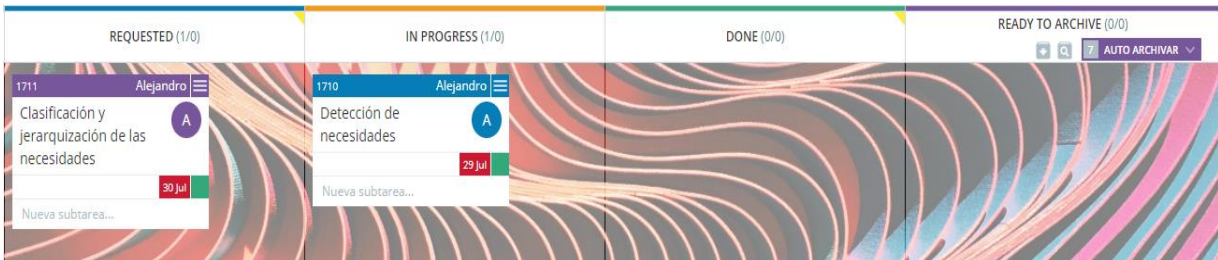 REQUESTED (1/0)
IN PROGRESS (1/0)
DONE (0/0)
READY TO ARCHIVE (0/0)
7 AUTO ARCHIVAR
1711 Alejandro
Clasificación y
jerarquización de las
necesidades
A
30 Jul
Nueva subtarea...
1710 Alejandro
Detección de
necesidades
A
29 Jul
Nueva subtarea...